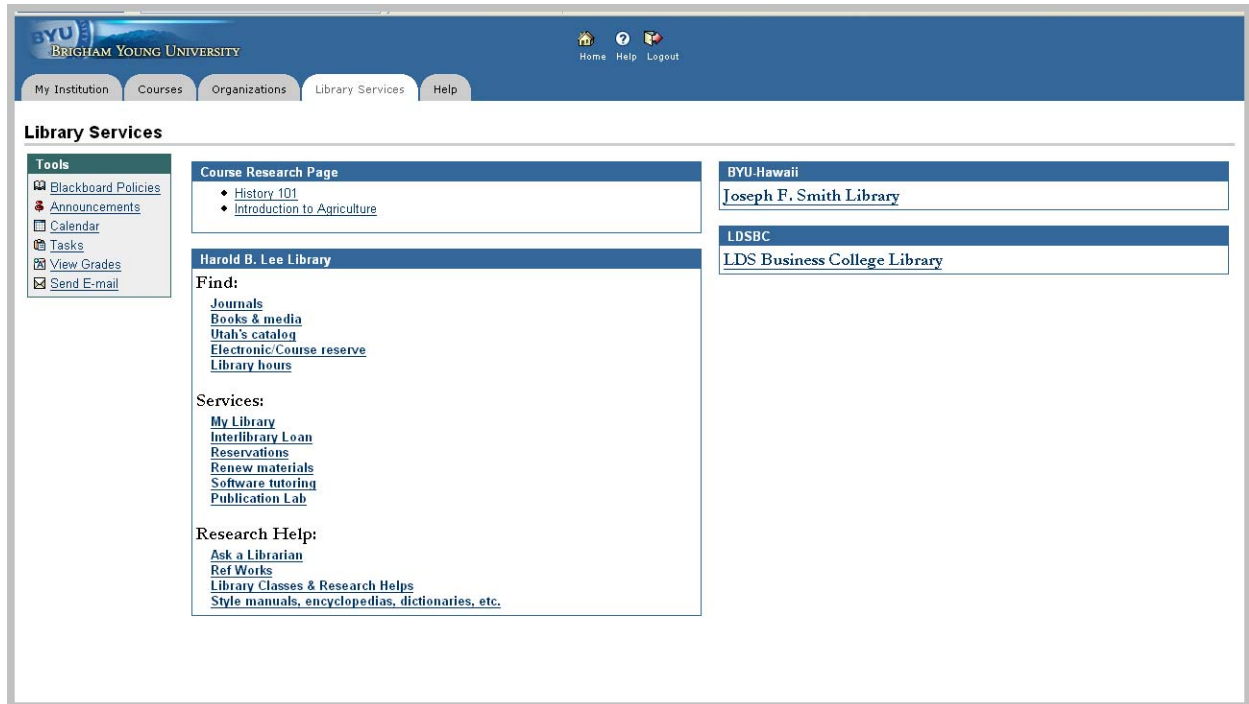 BYU
BRIGHAM YOUNG UNIVERSITY
Home Help Logout
My Institution Courses Organizations Library Services Help
Library Services
Tools
Blackboard Policies
Announcements
Calendar
Tasks
View Grades
Send E-mail
Course Research Page
History 101
Introduction to Agriculture
Harold B. Lee Library
Find:
Journals
Books & media
Utah's catalog
Electronic/Course reserve
Library hours
Services:
My Library
Interlibrary Loan
Reservations
Renew materials
Software tutoring
Publication Lab
Research Help:
Ask a Librarian
Ref Works
Library Classes & Research Helps
Style manuals, encyclopedias, dictionaries, etc.
BYU-Hawaii
Joseph F. Smith Library
LDSBC
LDS Business College Library